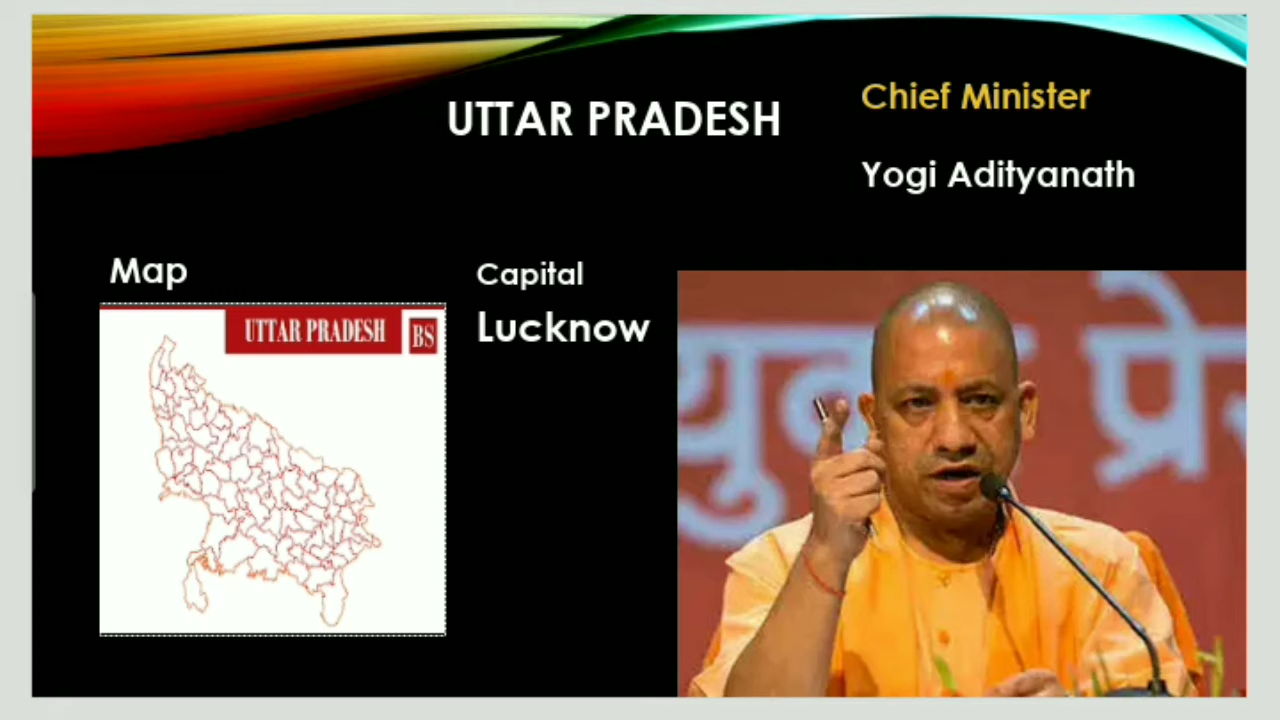 UTTAR PRADESH
Chief Minister
Yogi Adityanath
Map
Capital
Lucknow
UTTAR PRADESH
BS
युवा